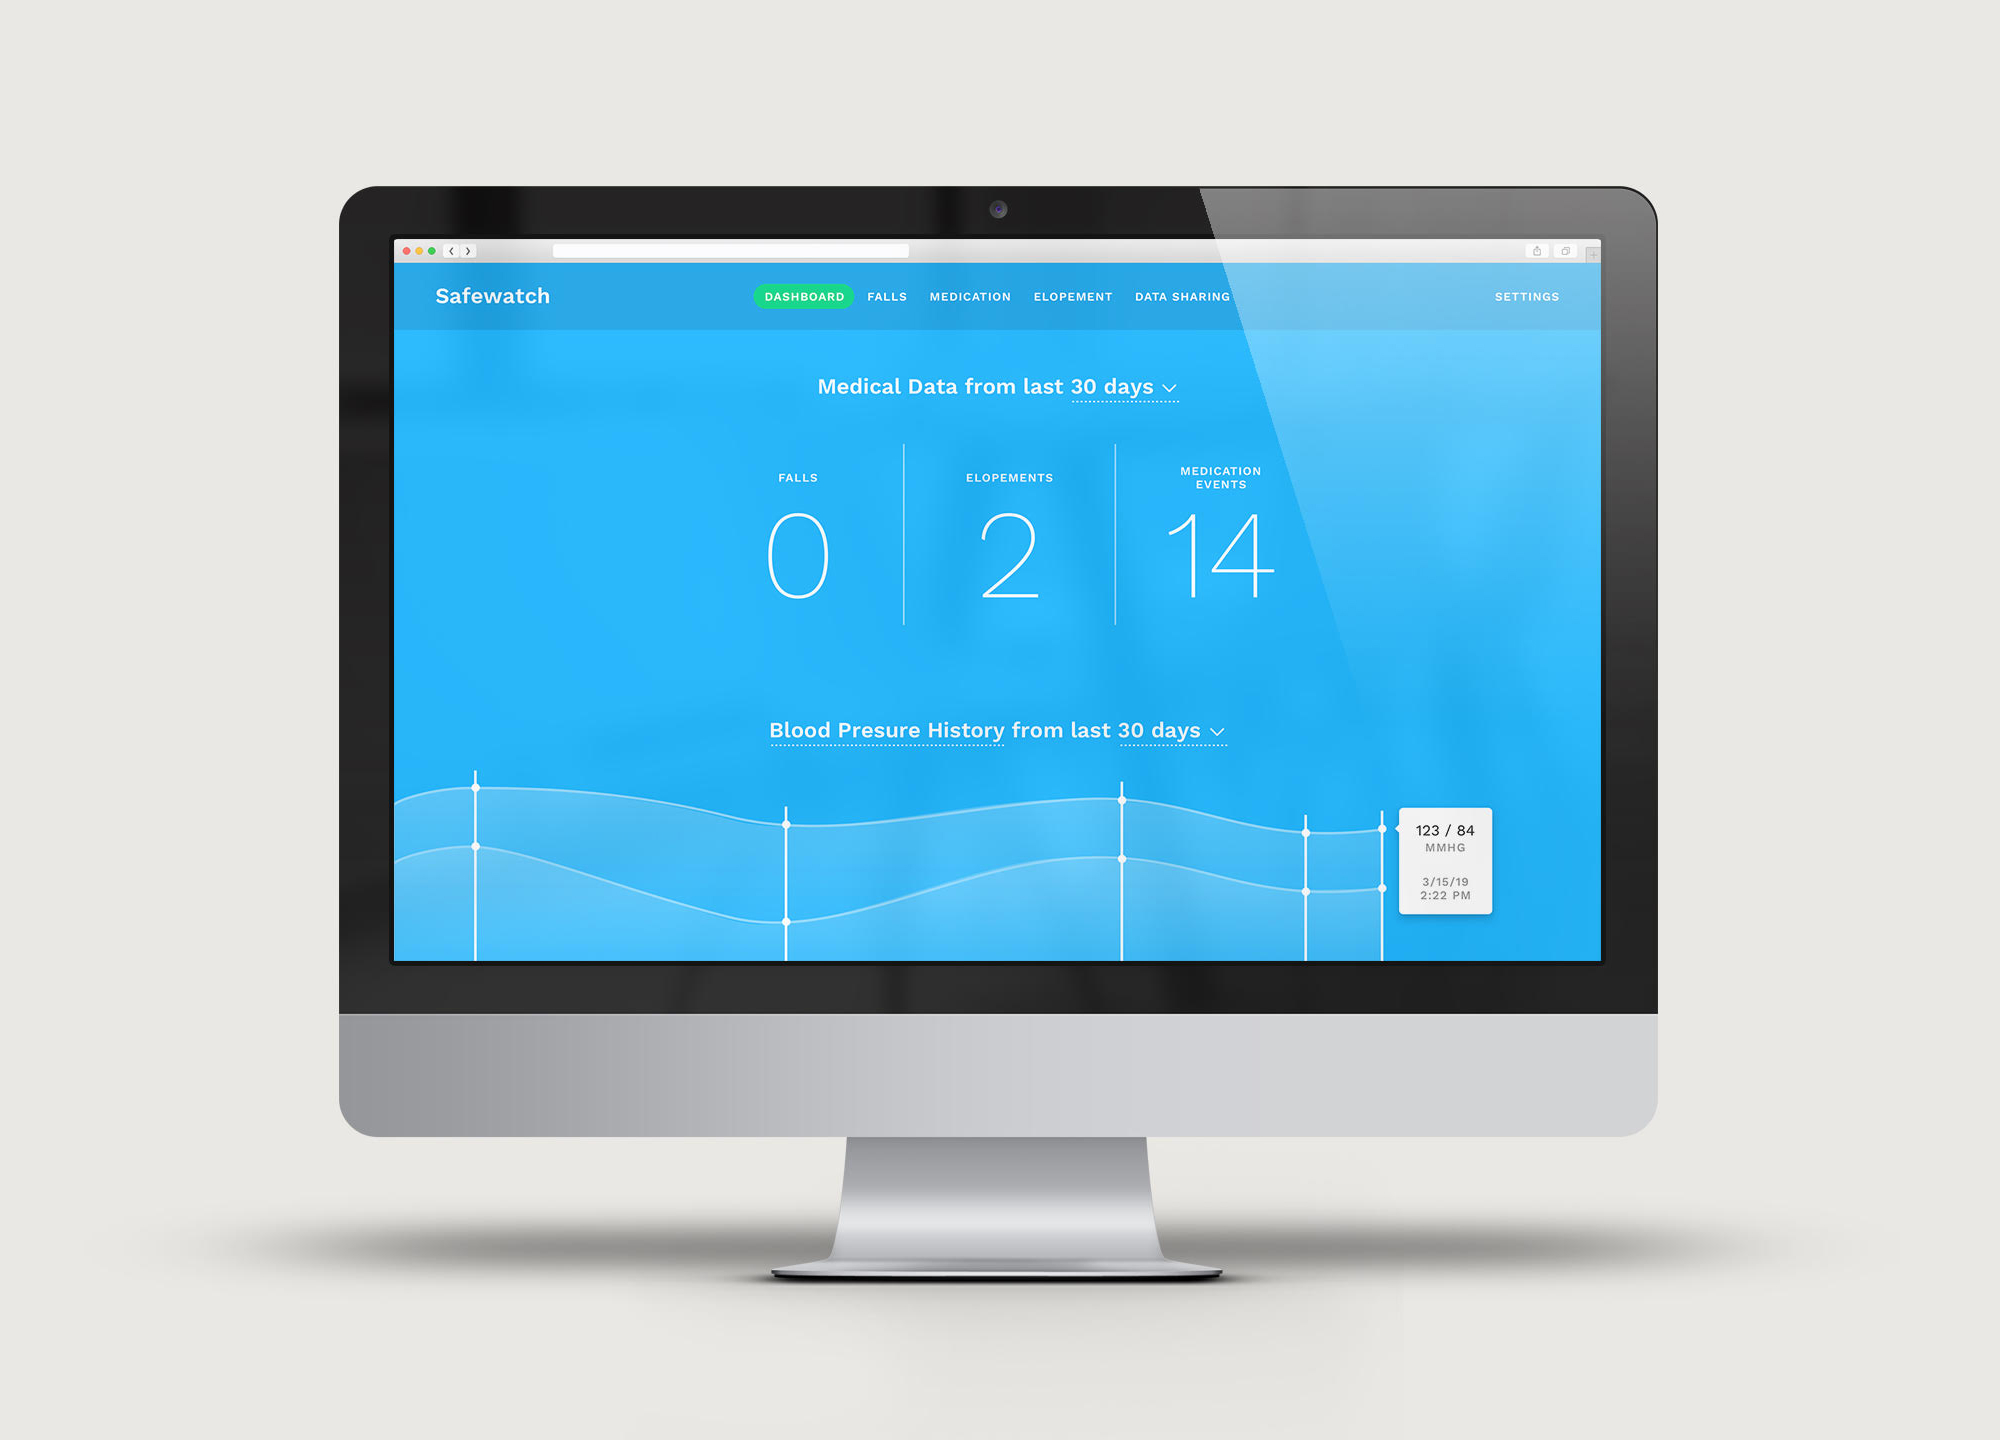 Safewatch
DASHBOARD FALLS MEDICATION ELOPEMENT DATA SHARING SETTINGS
Medical Data from last 30 days
FALLS
0
ELOPEMENTS
2
MEDICATION
EVENTS
14
Blood Presure History from last 30 days
123 / 84
MMHG
3/15/19
2:22 PM